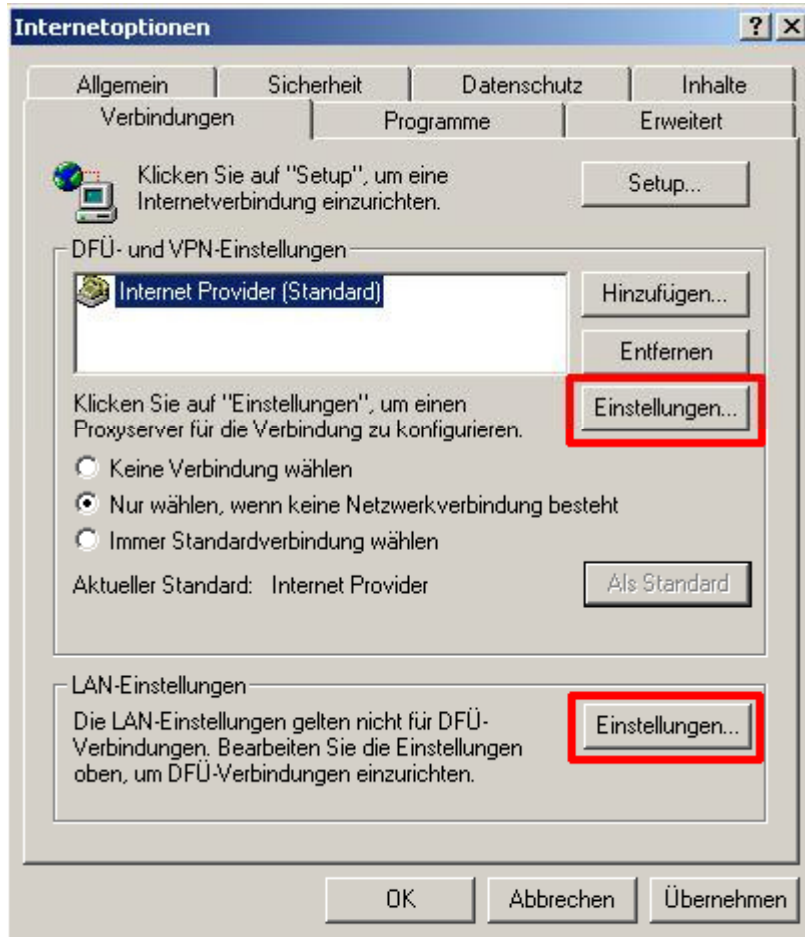 Internetoptionen
Allgemein Sicherheit Datenschutz Inhalte
Verbindungen Programme Erweitert
Klicken Sie auf "Setup", um eine
Internetverbindung einzurichten.
Setup...
DFÜ- und VPN-Einstellungen
Internet Provider (Standard)
Hinzufügen...
Entfernen
Klicken Sie auf "Einstellungen", um einen
Proxyserver für die Verbindung zu konfigurieren.
Einstellungen...
Keine Verbindung wählen
Nur wählen, wenn keine Netzwerkverbindung besteht
Immer Standardverbindung wählen
Aktueller Standard: Internet Provider
Als Standard
LAN-Einstellungen
Die LAN-Einstellungen gelten nicht für DFÜ-
Verbindungen. Bearbeiten Sie die Einstellungen
oben, um DFÜ-Verbindungen einzurichten.
Einstellungen...
OK Abbrechen Übernehmen